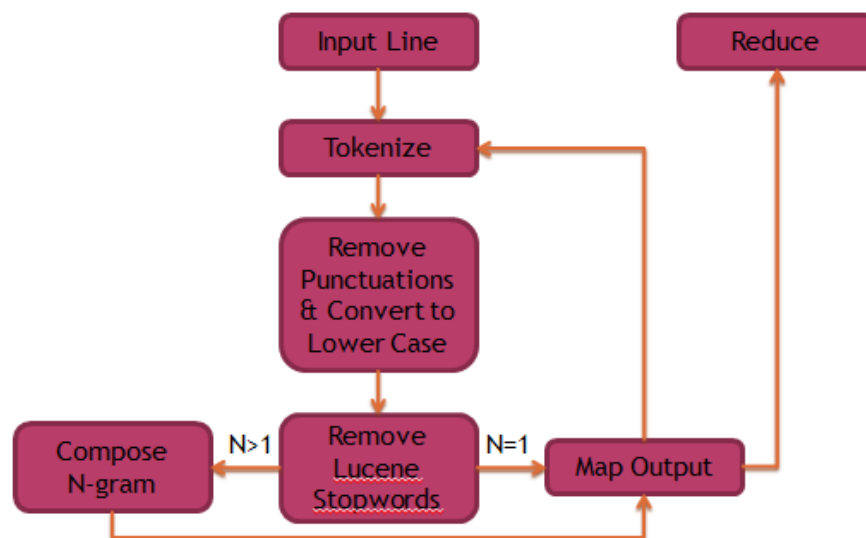 Input Line
Reduce
Tokenize
Remove
Punctuations
& Convert to
Lower Case
N>1
Remove
Lucene
Stopwords
N=1
Compose
N-gram
Map Output